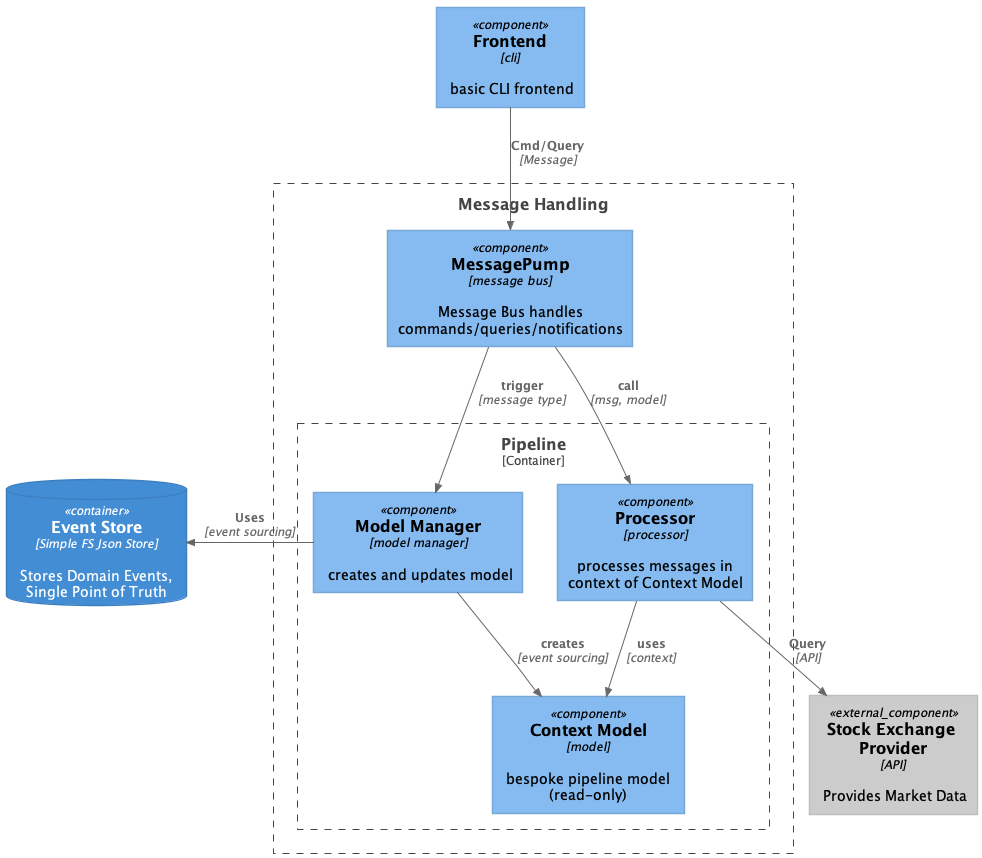 «component»
Frontend
[cli]
basic CLI frontend
Cmd/Query
[Message]
Message Handling
«component»
MessagePump
[message bus]
Message Bus handles
commands/queries/notifications
trigger
[message type]
call
[msg, model]
Pipeline
[Container]
«container»
Event Store
[Simple FS Json Store]
Stores Domain Events,
Single Point of Truth
Uses
[event sourcing]
«component»
Model Manager
[model manager]
creates and updates model
«component»
Processor
[processor]
processes messages in
context of Context Model
creates
[event sourcing]
uses
[context]
Query
[API]
«component»
Context Model
[model]
bespoke pipeline model
(read-only)
«external_component»
Stock Exchange
Provider
[API]
Provides Market Data